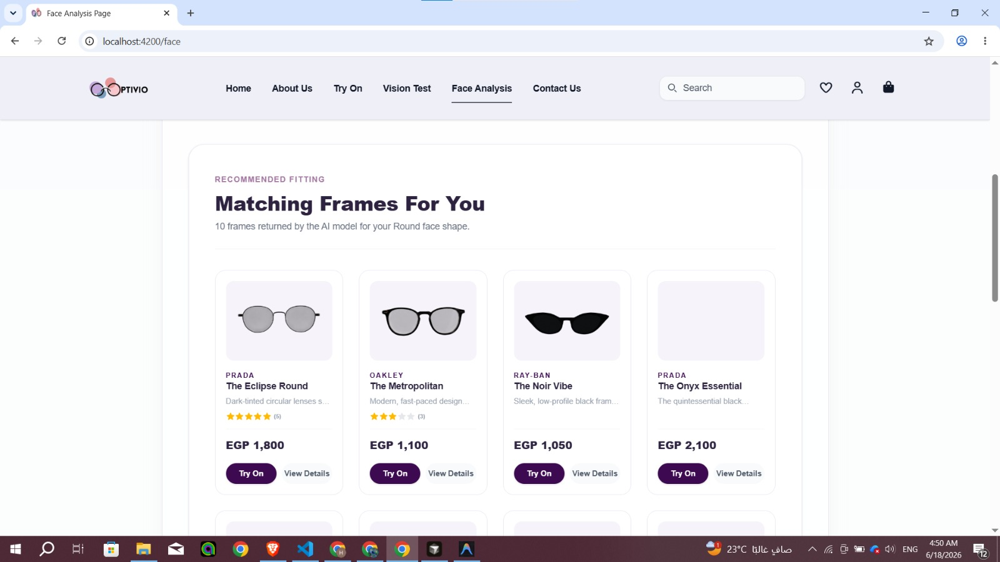 Face Analysis Page
localhost:4200/face
OPTIVIO
Home
About Us
Try On
Vision Test
Face Analysis
Contact Us
Search
RECOMMENDED FITTING
Matching Frames For You
10 frames returned by the AI model for your Round face shape.
PRADA
The Eclipse Round
Dark-tinted circular lenses s...
(5)
EGP 1,800
Try On
View Details
OAKLEY
The Metropolitan
Modern, fast-paced design...
(3)
EGP 1,100
Try On
View Details
RAY-BAN
The Noir Vibe
Sleek, low-profile black fram...
EGP 1,050
Try On
View Details
PRADA
The Onyx Essential
The quintessential black...
EGP 2,100
Try On
View Details
1
23°C صافٍ غالبًا
ENG
4:50 AM
6/18/2026
12